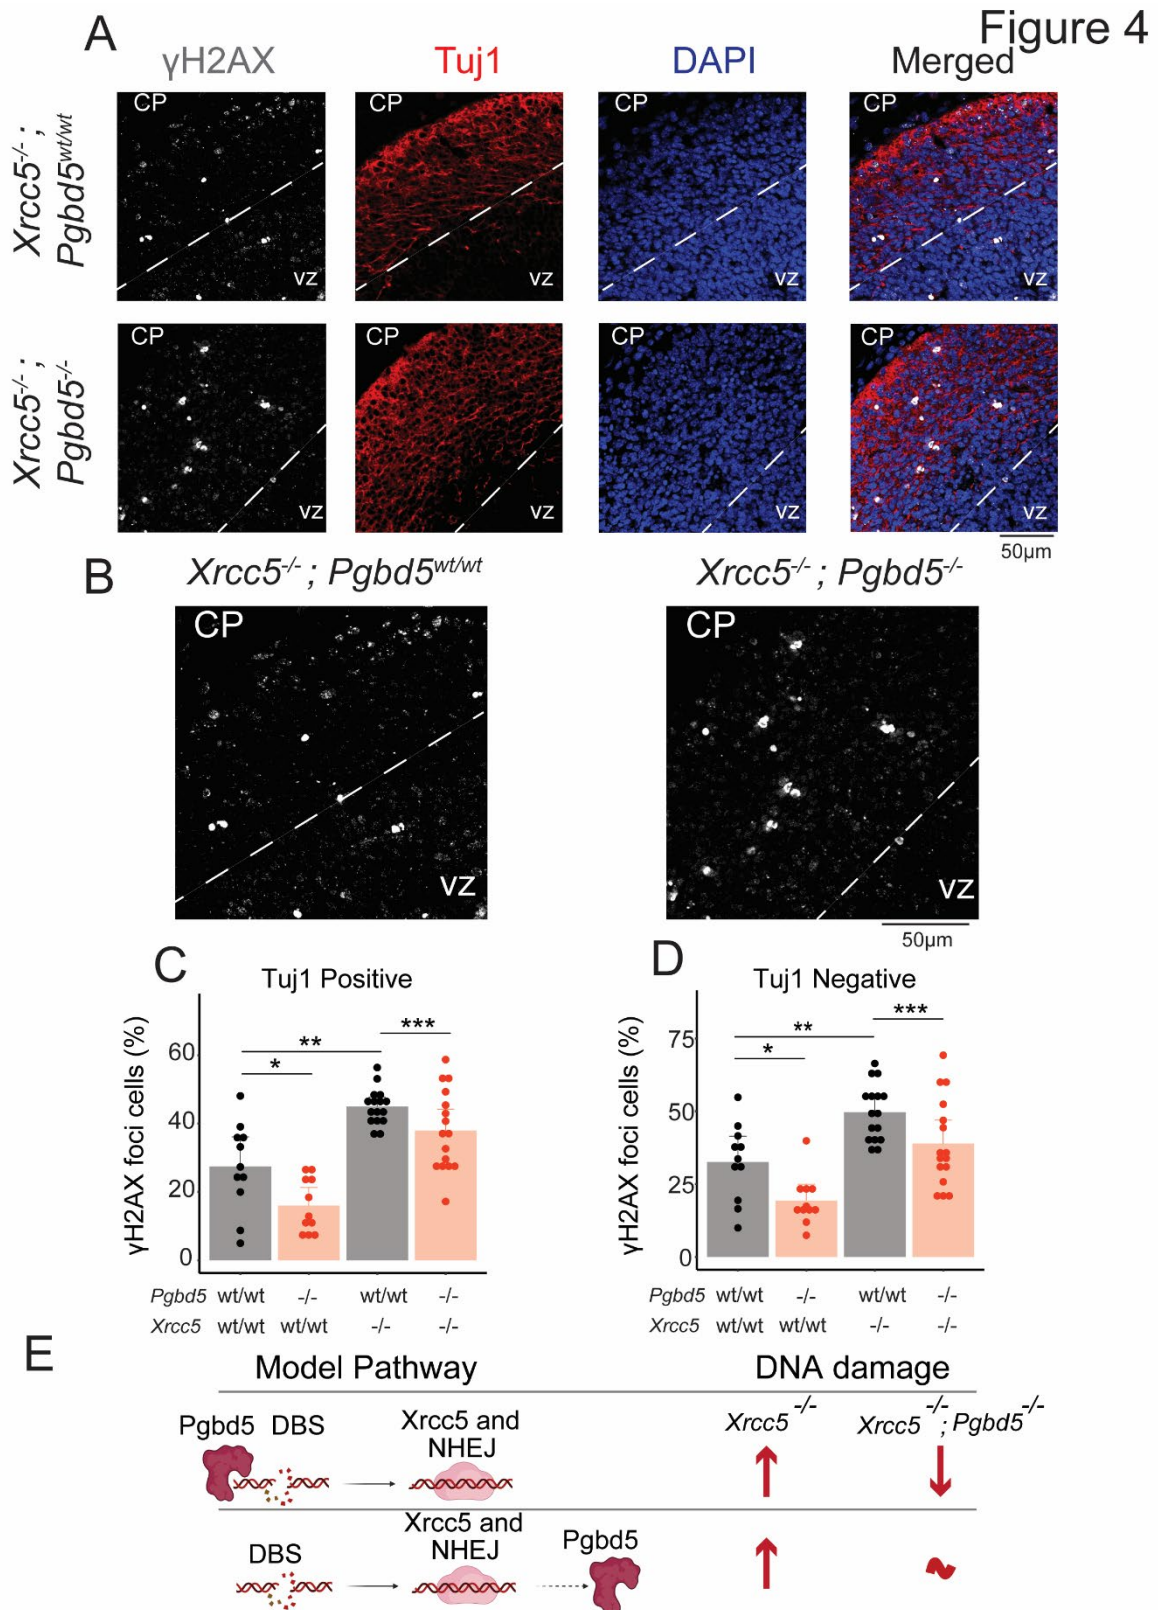 Figure 4
A
γH2AX Tuj1 DAPI Merged
Xrcc5-/- ;
Pgbd5wt/wt
CP CP CP CP
VZ VZ VZ VZ
Xrcc5-/- ;
Pgbd5-/-
CP CP CP CP
VZ VZ VZ VZ
50µm
B
Xrcc5-/- ; Pgbd5wt/wt Xrcc5-/- ; Pgbd5-/-
CP CP
VZ VZ
50µm
C
Tuj1 Positive
γH2AX foci cells (%)
60
40
20
0
* ** ***
Pgbd5 wt/wt -/- wt/wt -/-
Xrcc5 wt/wt wt/wt -/- -/-
D
Tuj1 Negative
γH2AX foci cells (%)
75
50
25
0
* ** ***
Pgbd5 wt/wt -/- wt/wt -/-
Xrcc5 wt/wt wt/wt -/- -/-
E
Model Pathway DNA damage
Xrcc5-/- Xrcc5-/-; Pgbd5-/-
Pgbd5 DBS
Xrcc5 and
NHEJ
DBS
Xrcc5 and
NHEJ
Pgbd5